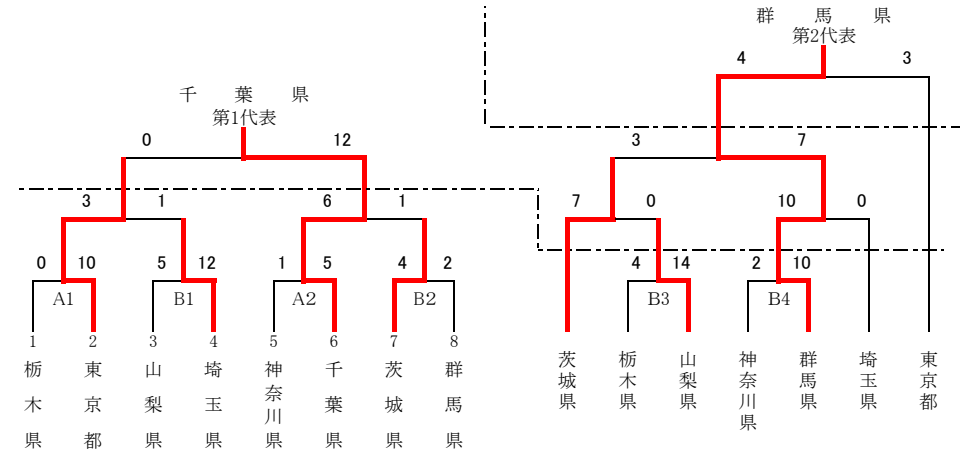 群馬県
第2代表
4 3
千葉県
第1代表
0 12
3 7
3 1 6 1
7 0 10 0
0 10 5 12 1 5 4 2
4 14 2 10
A1 B1 A2 B2
B3 B4
1 2 3 4 5 6 7 8
栃木県
東京都
山梨県
埼玉県
神奈川県
千葉県
茨城県
群馬県
茨城県
栃木県
山梨県
神奈川県
群馬県
埼玉県
東京都